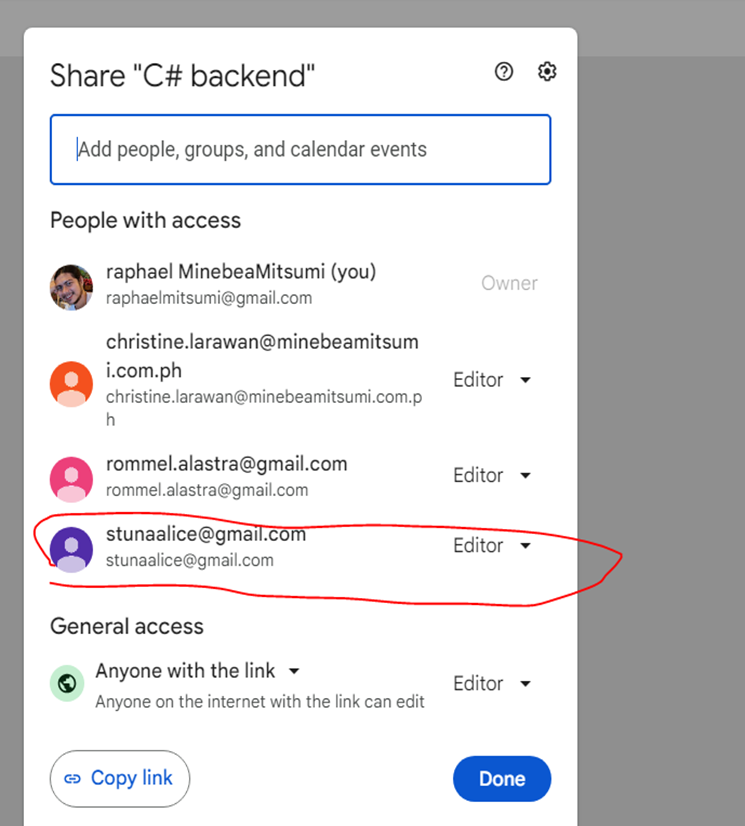 Share "C# backend"
Add people, groups, and calendar events
People with access
raphael MinebeaMitsumi (you)
raphaelmitsumi@gmail.com
Owner
christine.larawan@minebeamitsum
i.com.ph
christine.larawan@minebeamitsumi.com.p
h
Editor
rommel.alastra@gmail.com
rommel.alastra@gmail.com
Editor
stunaalice@gmail.com
stunaalice@gmail.com
Editor
General access
Anyone with the link
Anyone on the internet with the link can edit
Editor
Copy link
Done